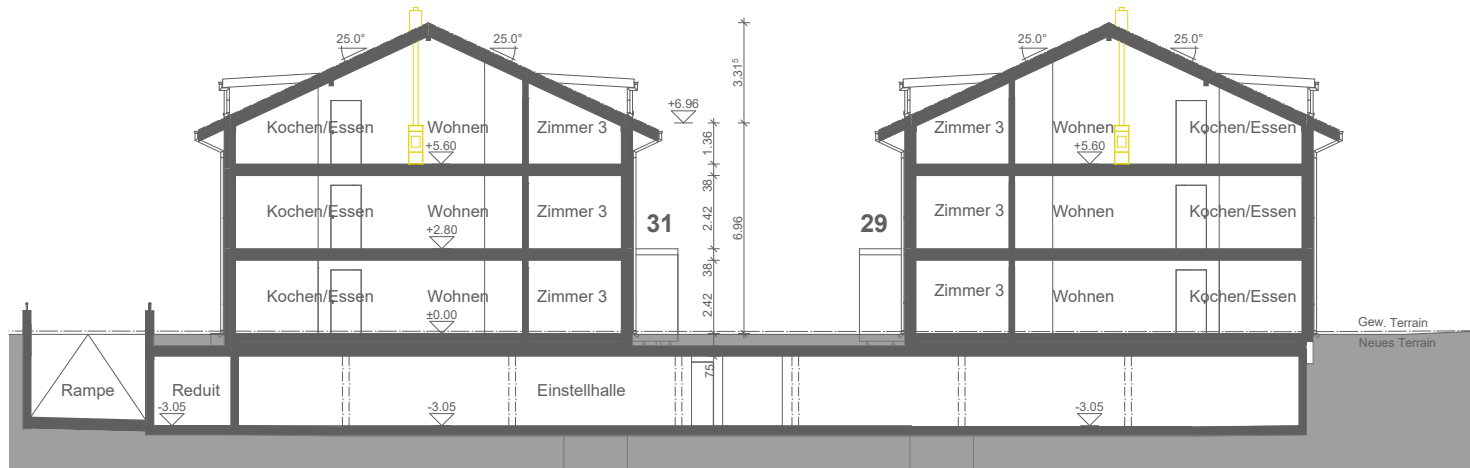 25.0° 25.0° 25.0° 25.0°
3.31⁵
+6.96
Kochen/Essen Wohnen Zimmer 3 Zimmer 3 Wohnen Kochen/Essen
1.36
+5.60 +5.60
38
Kochen/Essen Wohnen Zimmer 3 Zimmer 3 Wohnen Kochen/Essen
31 29
2.42
6.96
+2.80
38
Kochen/Essen Wohnen Zimmer 3 Zimmer 3 Wohnen Kochen/Essen
2.42
±0.00
Gew. Terrain
Neues Terrain
75
Rampe Reduit Einstellhalle
-3.05 -3.05 -3.05